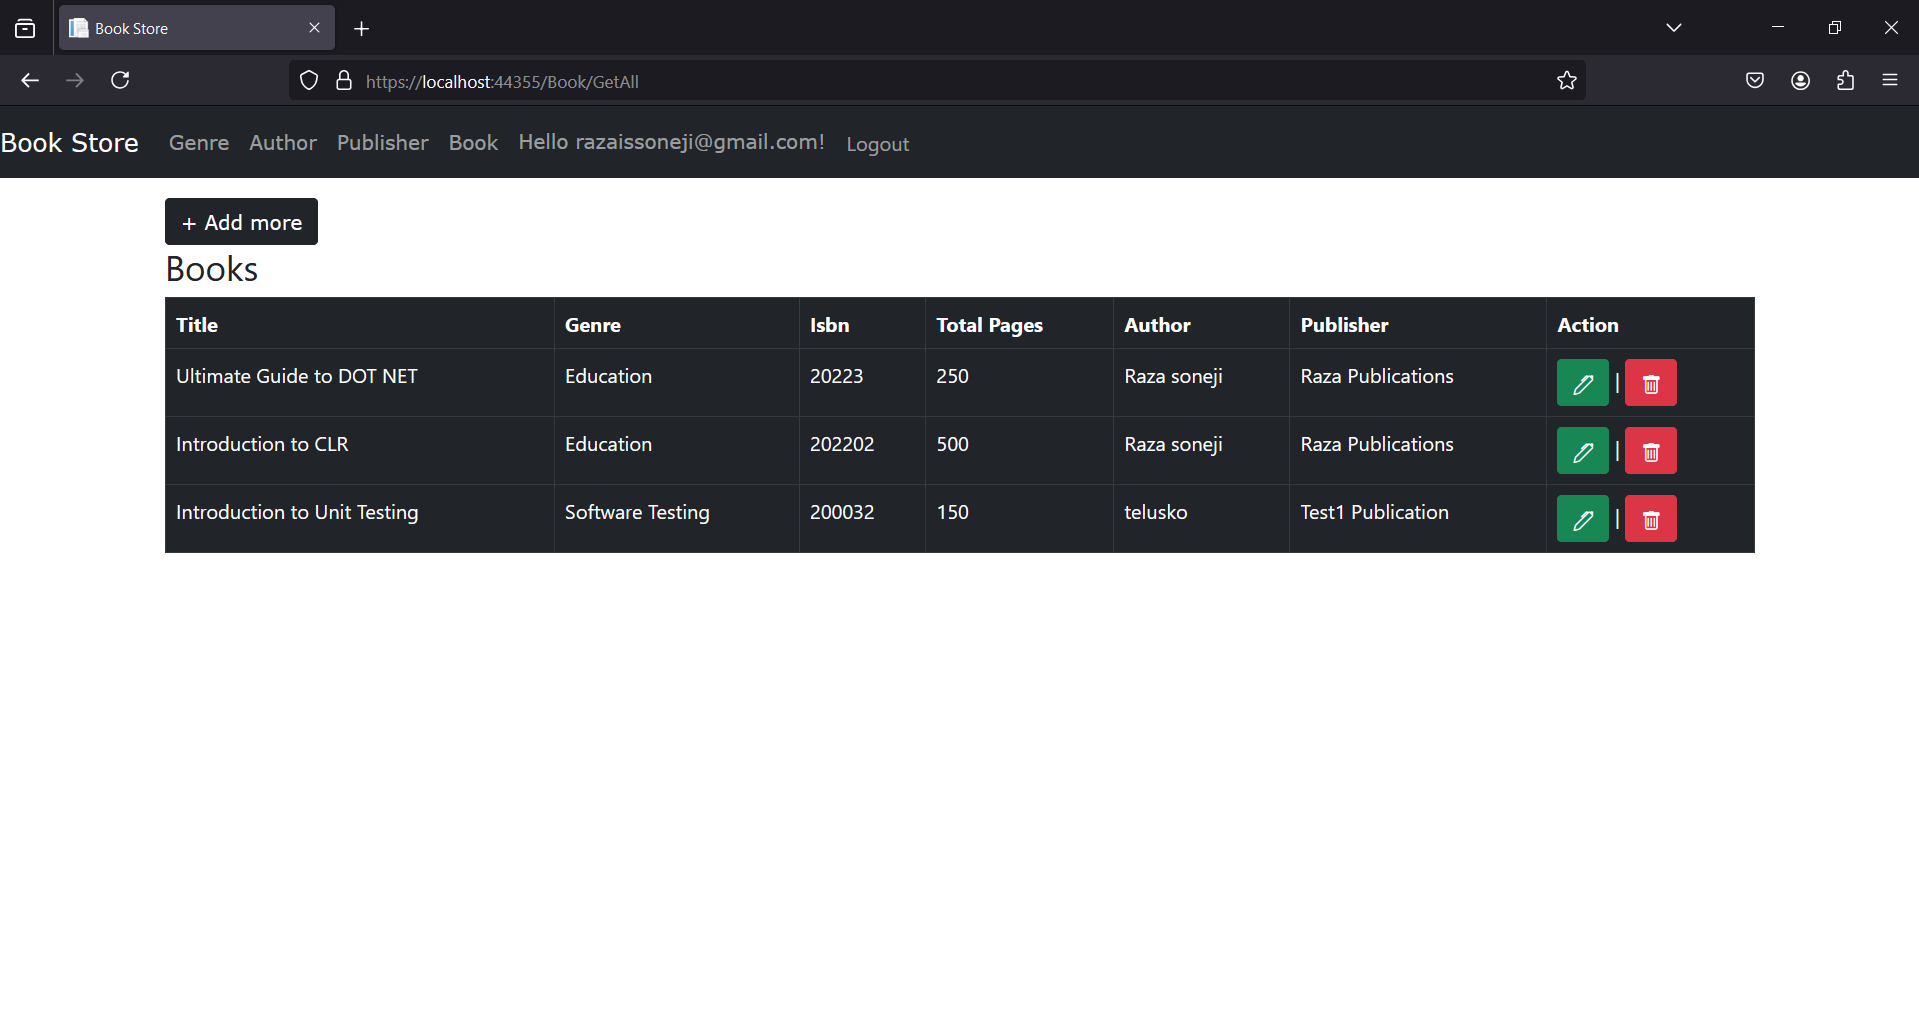 Book Store
https://localhost:44355/Book/GetAll
Book Store Genre Author Publisher Book Hello razaissoneji@gmail.com! Logout
+ Add more
Books
Title Genre Isbn Total Pages Author Publisher Action
Ultimate Guide to DOT NET Education 20223 250 Raza soneji Raza Publications |
Introduction to CLR Education 202202 500 Raza soneji Raza Publications |
Introduction to Unit Testing Software Testing 200032 150 telusko Test1 Publication |